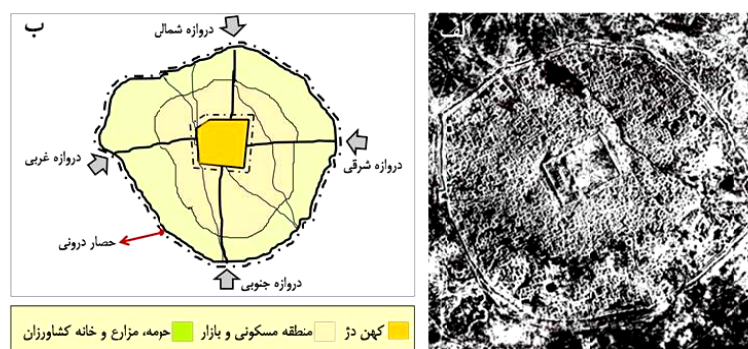 ب
دروازه شمالی
دروازه غربی
دروازه شرقی
حصار درونی
دروازه جنوبی
کهن دژ
منطقه مسکونی و بازار
حرمه، مزارع و خانه کشاورزان